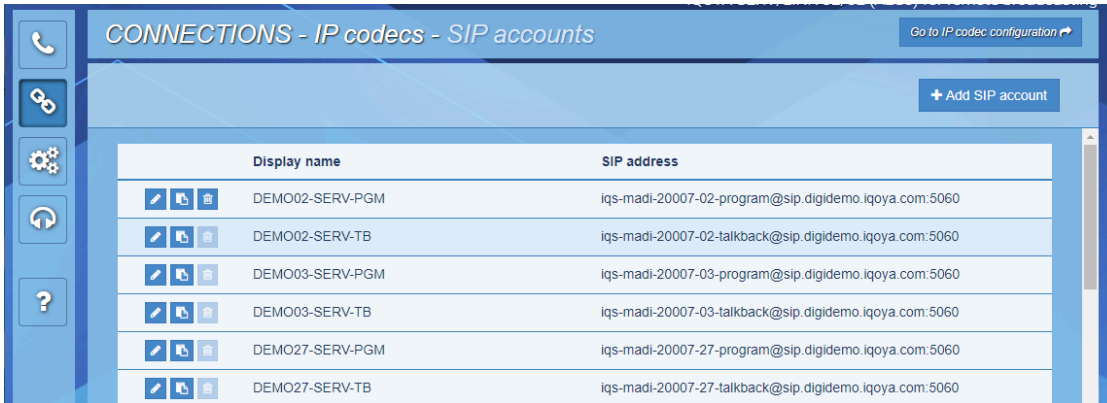 CONNECTIONS - IP codecs - SIP accounts
Go to IP codec configuration
+ Add SIP account
Display name SIP address
DEMO02-SERV-PGM iqs-madi-20007-02-program@sip.digidemo.iqoya.com:5060
DEMO02-SERV-TB iqs-madi-20007-02-talkback@sip.digidemo.iqoya.com:5060
DEMO03-SERV-PGM iqs-madi-20007-03-program@sip.digidemo.iqoya.com:5060
DEMO03-SERV-TB iqs-madi-20007-03-talkback@sip.digidemo.iqoya.com:5060
DEMO27-SERV-PGM iqs-madi-20007-27-program@sip.digidemo.iqoya.com:5060
DEMO27-SERV-TB iqs-madi-20007-27-talkback@sip.digidemo.iqoya.com:5060